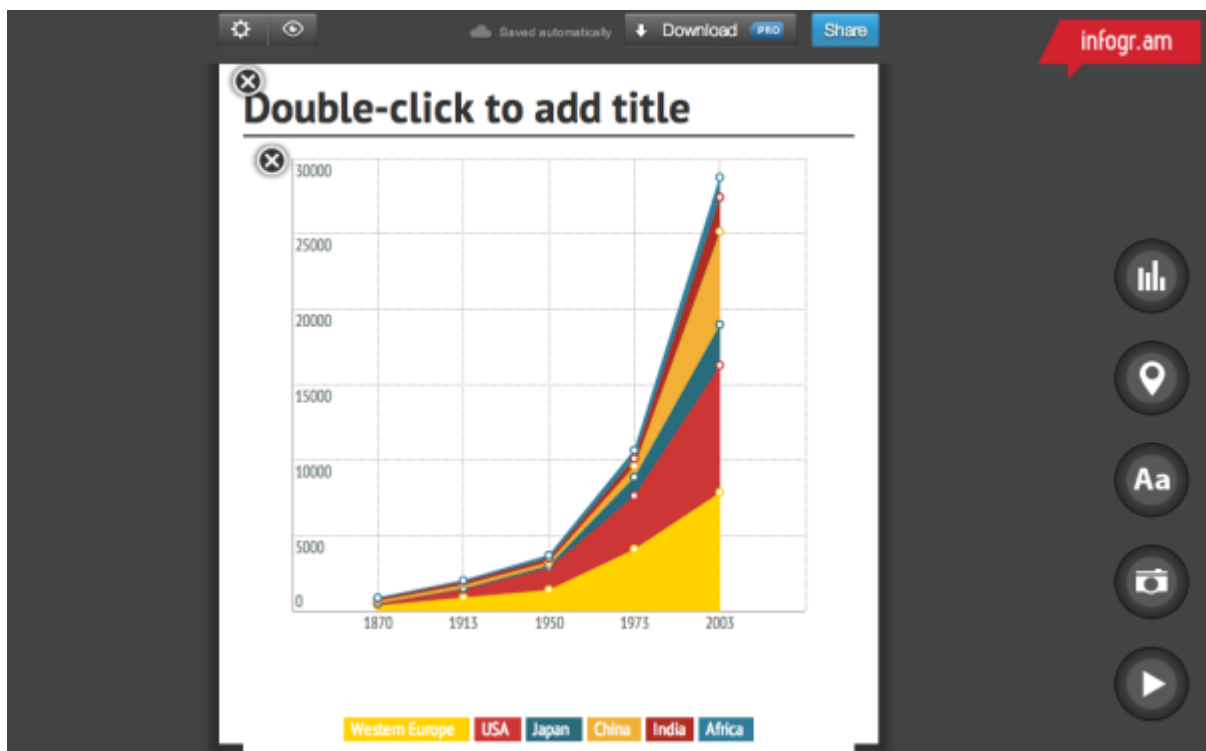 Saved automatically
Download PRO
Share
infogr.am
Double-click to add title
30000
25000
20000
15000
10000
5000
0
1870 1913 1950 1973 2003
Western Europe USA Japan China India Africa
Aa